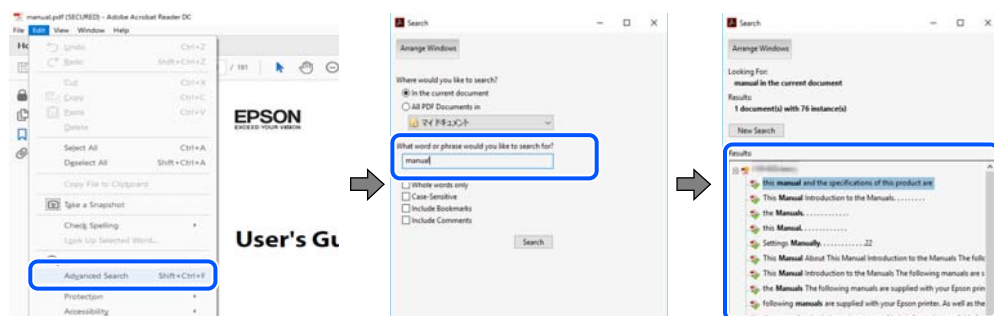 manual.pdf (SECURED) - Adobe Acrobat Reader DC
File Edit View Window Help
Undo Ctrl+Z
Redo Shift+Ctrl+Z
Cut Ctrl+X
Copy Ctrl+C
Paste Ctrl+V
Delete
Select All Ctrl+A
Deselect All Shift+Ctrl+A
Copy File to Clipboard
Take a Snapshot
Check Spelling
Look Up Selected Word...
Advanced Search Shift+Ctrl+F
Protection
Accessibility
/ 181
EPSON
EXCEED YOUR VISION
User's Gu
Search
Arrange Windows
Where would you like to search?
In the current document
All PDF Documents in
マイ ドキュメント
What word or phrase would you like to search for?
manual
Whole words only
Case-Sensitive
Include Bookmarks
Include Comments
Search
Search
Arrange Windows
Looking For:
manual in the current document
Results:
1 document(s) with 76 instance(s)
New Search
Results:
this manual and the specifications of this product are
This Manual Introduction to the Manuals. . . . . . . . .
the Manuals. . . . . . . . . . . .
this Manual. . . . . . . . . . . .
Settings Manually. . . . . . . . . . . .22
This Manual About This Manual Introduction to the Manuals The follo
This Manual Introduction to the Manuals The following manuals are s
the Manuals The following manuals are supplied with your Epson prin
following manuals are supplied with your Epson printer. As well as the